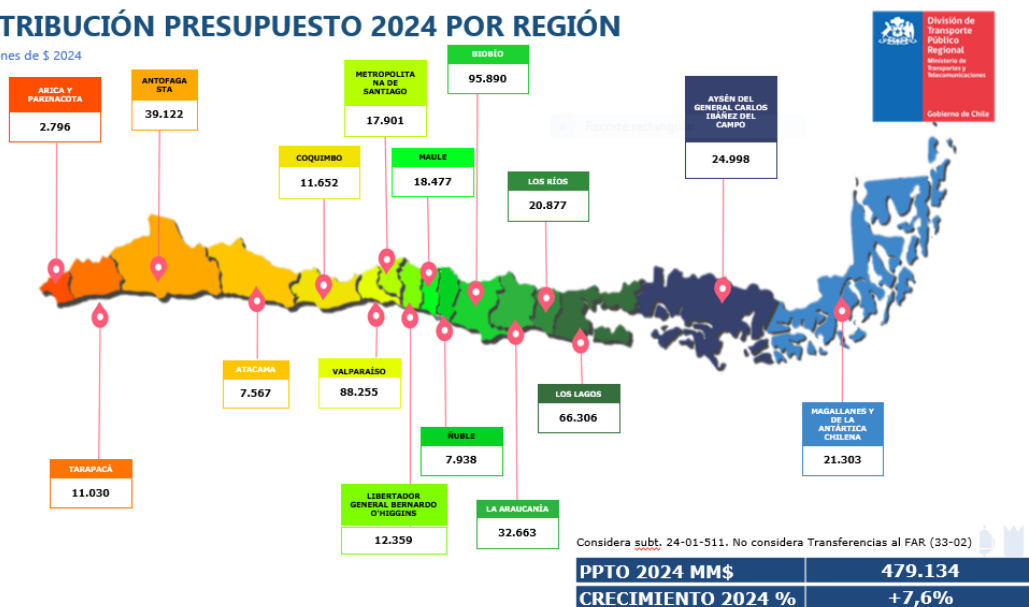 TRIBUCIÓN PRESUPUESTO 2024 POR REGIÓN
nes de $ 2024
División de
Transporte
Público
Regional
Ministerio de
Transportes y
Telecomunicaciones
Gobierno de Chile
ARICA Y
PARINACOTA
2.796
ANTOFAGA
STA
39.122
METROPOLITA
NA DE
SANTIAGO
17.901
BIOBÍO
95.890
AYSÉN DEL
GENERAL CARLOS
IBÁÑEZ DEL
CAMPO
24.998
COQUIMBO
11.652
MAULE
18.477
LOS RÍOS
20.877
Recorte rectangular
ATACAMA
7.567
VALPARAÍSO
88.255
LOS LAGOS
66.306
MAGALLANES Y
DE LA
ANTÁRTICA
CHILENA
21.303
ÑUBLE
7.938
TARAPACÁ
11.030
LIBERTADOR
GENERAL BERNARDO
O'HIGGINS
12.359
LA ARAUCANÍA
32.663
Considera subt. 24-01-511. No considera Transferencias al FAR (33-02)
PPTO 2024 MM$ 479.134
CRECIMIENTO 2024 % +7,6%